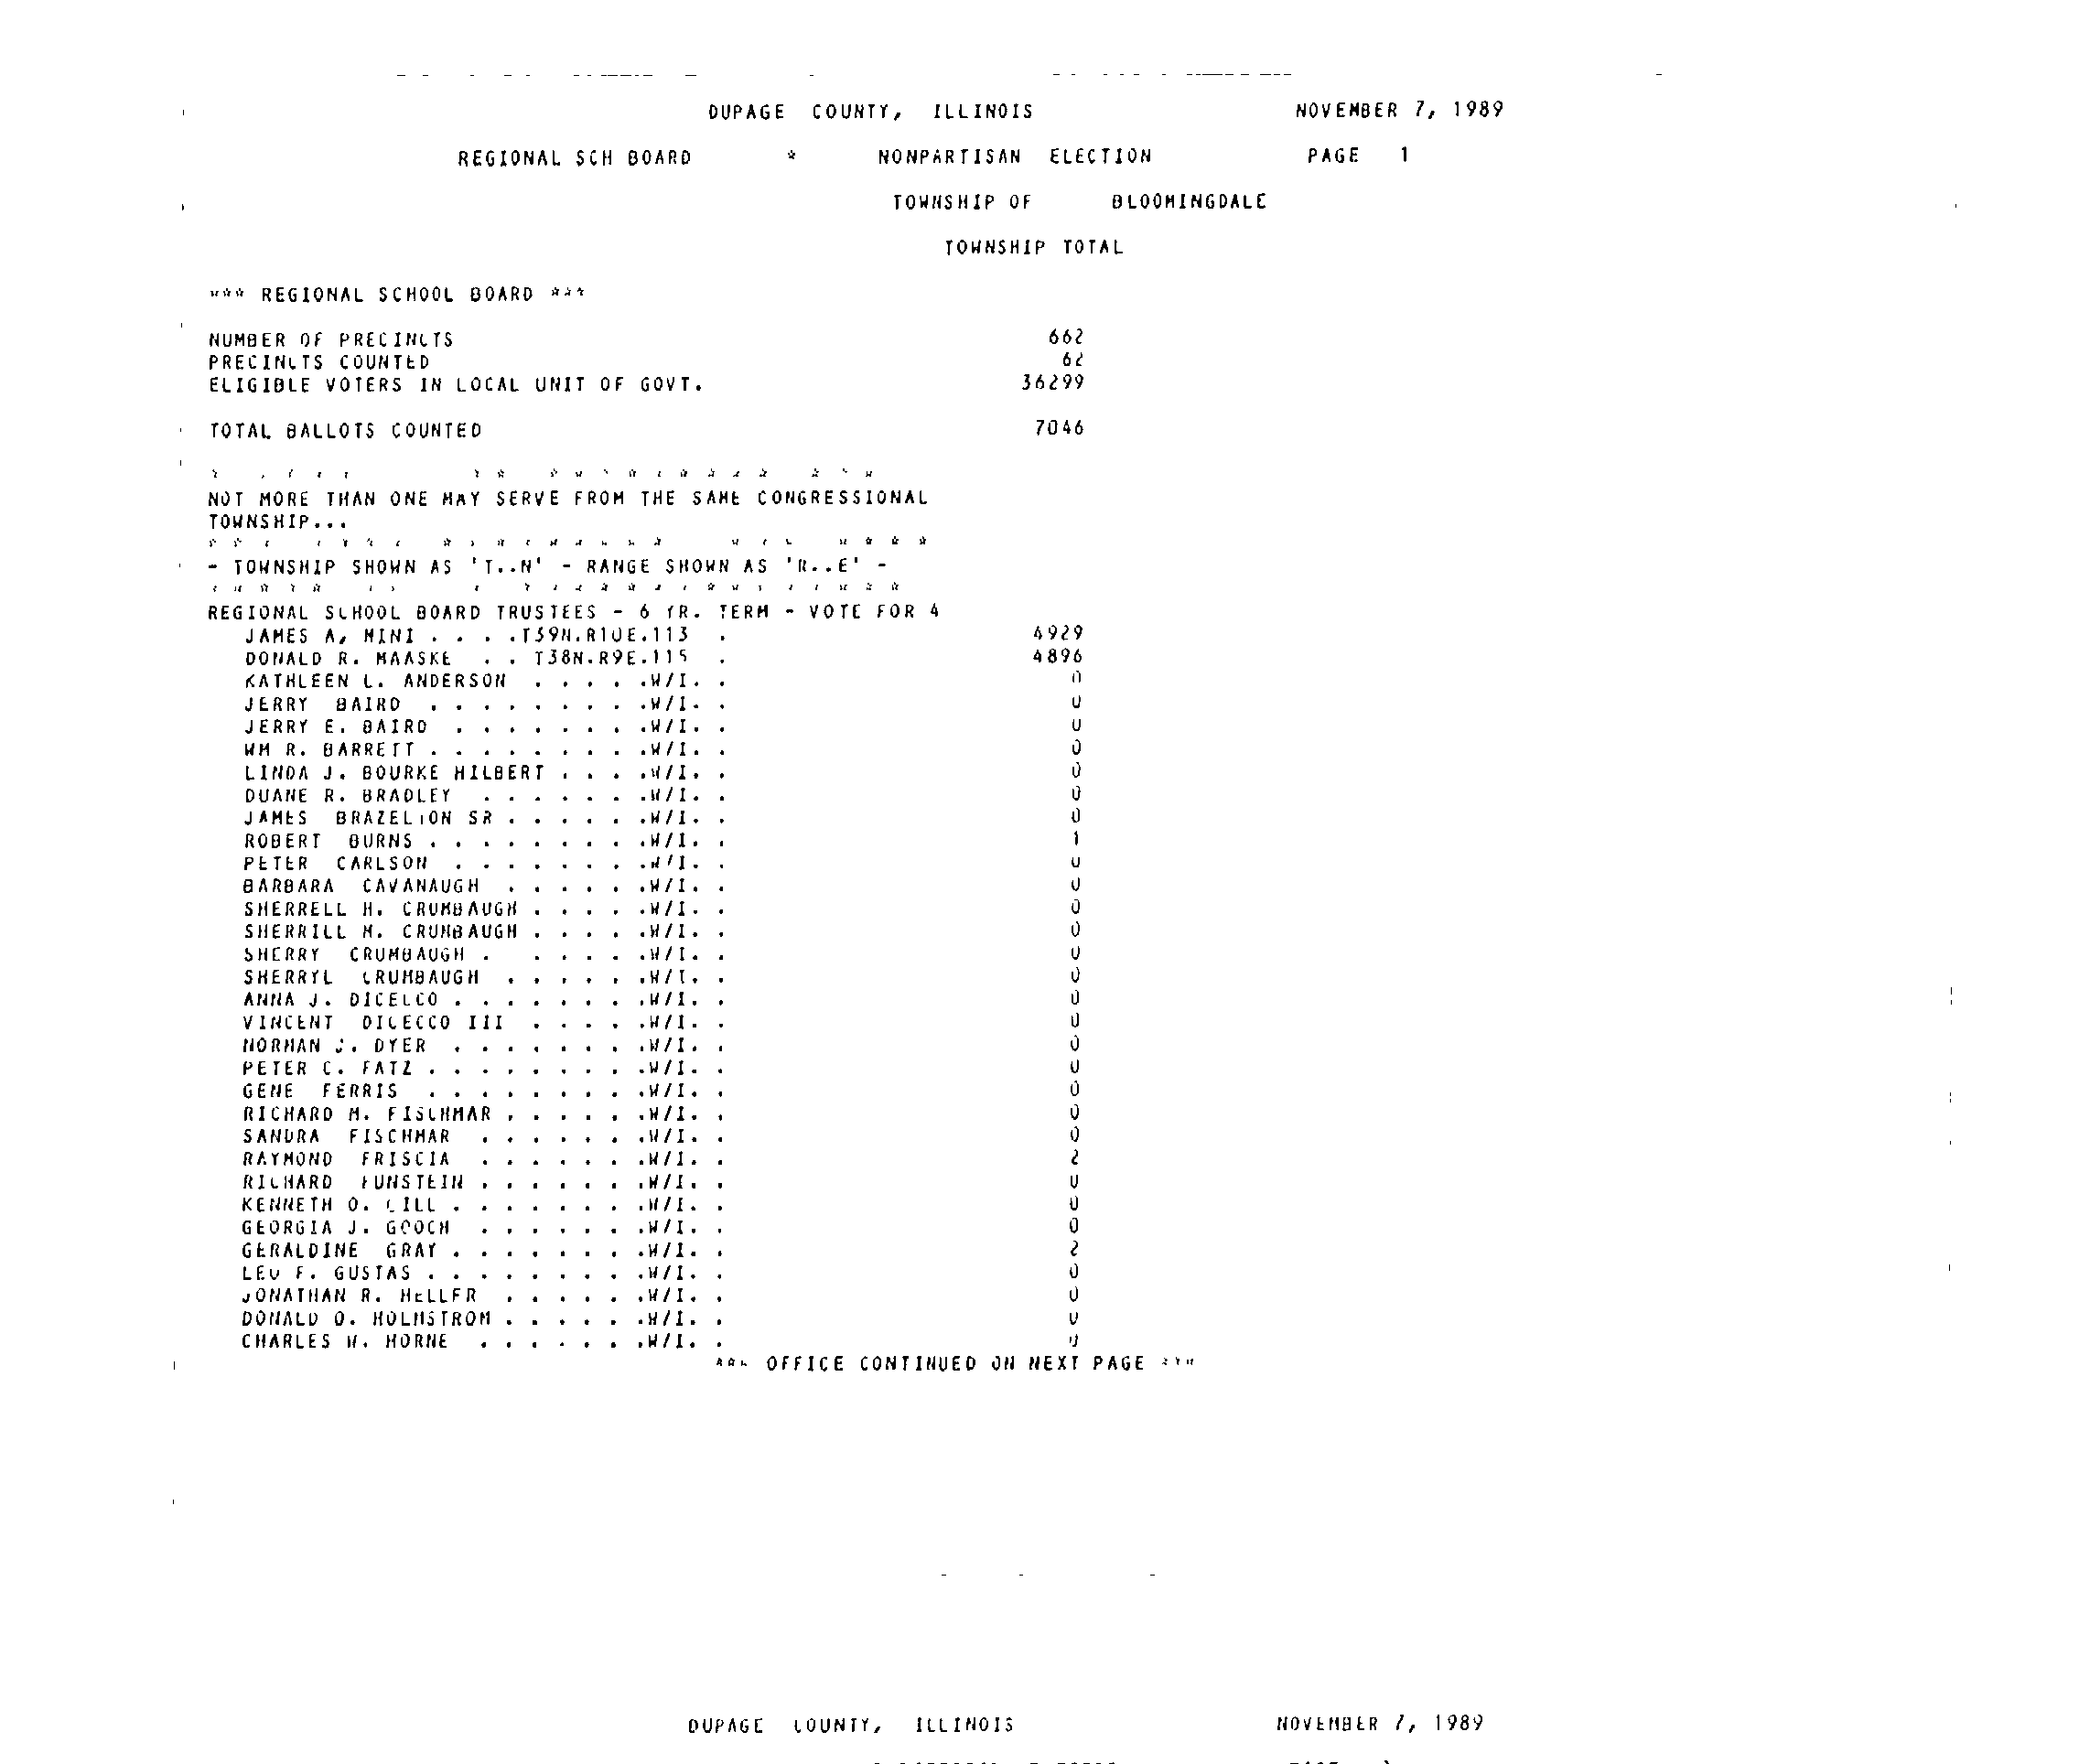 DUPAGE COUNTY, ILLINOIS NOVEMBER 7, 1989
REGIONAL SCH BOARD * NONPARTISAN ELECTION PAGE 1
TOWNSHIP OF BLOOMINGDALE
TOWNSHIP TOTAL
*** REGIONAL SCHOOL BOARD ***
NUMBER OF PRECINCTS 662
PRECINCTS COUNTED 62
ELIGIBLE VOTERS IN LOCAL UNIT OF GOVT. 36299
TOTAL BALLOTS COUNTED 7046
NOT MORE THAN ONE MAY SERVE FROM THE SAME CONGRESSIONAL
TOWNSHIP...
- TOWNSHIP SHOWN AS 'T..N' - RANGE SHOWN AS 'R..E' -
REGIONAL SCHOOL BOARD TRUSTEES - 6 YR. TERM - VOTE FOR 4
JAMES A. MINI . . . .T39N.R10E.113 . 4929
DONALD R. MAASKE . . T38N.R9E.115 . 4896
KATHLEEN L. ANDERSON . . . . .W/I. . 0
JERRY BAIRD . . . . . . . . .W/I. . 0
JERRY E. BAIRD . . . . . . . .W/I. . 0
WM R. BARRETT . . . . . . . . .W/I. . 0
LINDA J. BOURKE HILBERT . . . .W/I. . 0
DUANE R. BRADLEY . . . . . . .W/I. . 0
JAMES BRAZELTON SR . . . . . .W/I. . 0
ROBERT BURNS . . . . . . . . .W/I. . 1
PETER CARLSON . . . . . . . .W/I. . 0
BARBARA CAVANAUGH . . . . . .W/I. . 0
SHERRELL H. CRUMBAUGH . . . . .W/I. . 0
SHERRILL M. CRUMBAUGH . . . . .W/I. . 0
SHERRY CRUMBAUGH . . . . . .W/I. . 0
SHERRYL CRUMBAUGH . . . . . .W/I. . 0
ANNA J. DICELCO . . . . . . . .W/I. . 0
VINCENT DICECCO III . . . . .W/I. . 0
NORMAN J. DYER . . . . . . . .W/I. . 0
PETER C. FATZ . . . . . . . . .W/I. . 0
GENE FERRIS . . . . . . . . .W/I. . 0
RICHARD M. FISCHMAR . . . . . .W/I. . 0
SANDRA FISCHMAR . . . . . . .W/I. . 0
RAYMOND FRISCIA . . . . . . .W/I. . 2
RICHARD FUNSTEIN . . . . . . .W/I. . 0
KENNETH O. GILL . . . . . . . .W/I. . 0
GEORGIA J. GOOCH . . . . . . .W/I. . 0
GERALDINE GRAY . . . . . . . .W/I. . 2
LEO F. GUSTAS . . . . . . . . .W/I. . 0
JONATHAN R. HELLER . . . . . .W/I. . 0
DONALD O. HOLMSTROM . . . . . .W/I. . 0
CHARLES W. HORNE . . . . . . .W/I. . 0
*** OFFICE CONTINUED ON NEXT PAGE ***
DUPAGE COUNTY, ILLINOIS NOVEMBER 7, 1989